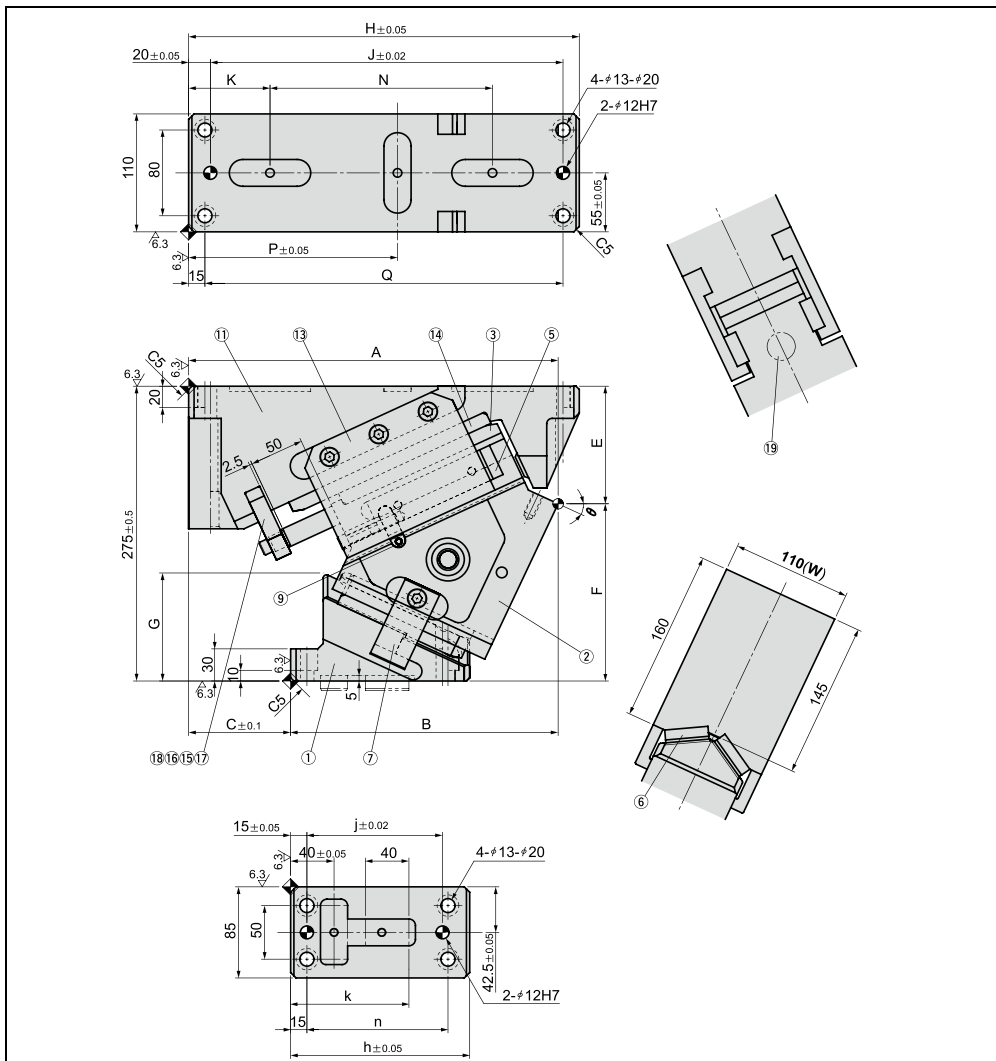 H±0.05
20±0.05
J±0.02
K
N
4-φ13-φ20
2-φ12H7
110
80
55±0.05
6.3
6.3
P±0.05
C5
15
Q
⑪
⑬
⑭
③
⑤
A
C5
6.3
6.3
20
50
2.5
E
C
C
θ
275±0.5
⑨
F
G
②
30
10
6.3
6.3
C5
5
C±0.1
B
⑱⑯⑮⑰
①
⑦
⑲
110(W)
160
145
⑥
15±0.05
j±0.02
40±0.05
40
4-φ13-φ20
6.3
6.3
85
50
42.5±0.05
2-φ12H7
k
15
n
h±0.05